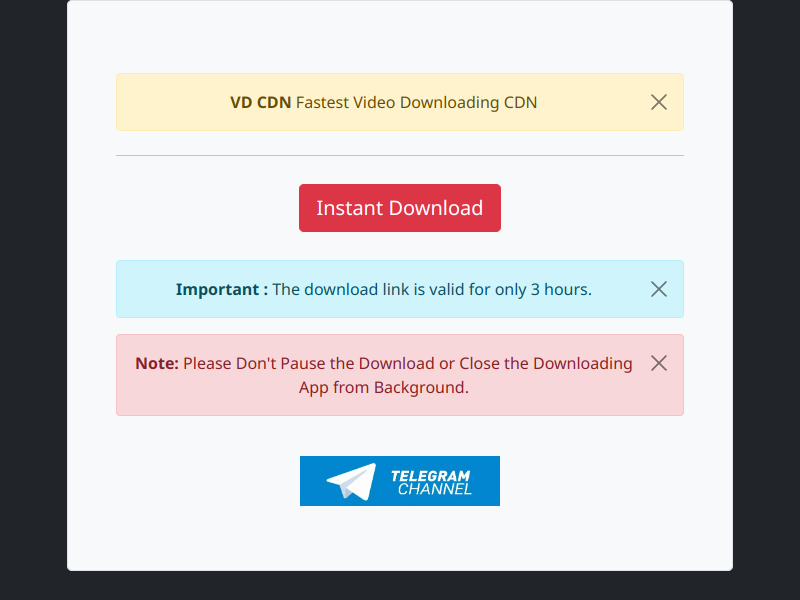 VD CDN Fastest Video Downloading CDN
Instant Download
Important : The download link is valid for only 3 hours.
Note: Please Don't Pause the Download or Close the Downloading
App from Background.
TELEGRAM
CHANNEL